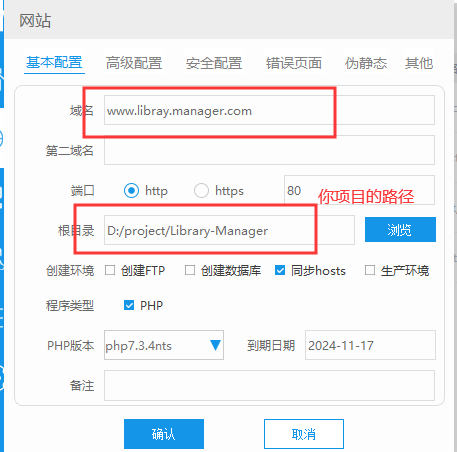 网站
基本配置 高级配置 安全配置 错误页面 伪静态 其他
域名 www.libray.manager.com
第二域名
端口 http https 80 你项目的路径
根目录 D:/project/Library-Manager 浏览
创建环境 创建FTP 创建数据库 同步hosts 生产环境
程序类型 PHP
PHP版本 php7.3.4nts 到期日期 2024-11-17
备注
确认 取消